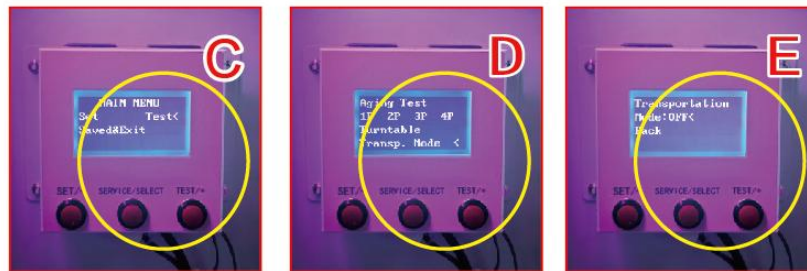 C
MAIN MENU
Set Test<
Saved&Exit
SET/-
SERVICE/SELECT
TEST/+
D
Aging Test
1P 2P 3P 4P
Turntable
Transp. Mode <
SET/-
SERVICE/SELECT
TEST/+
E
Transportation
Mode:OFF<
Back
SET/-
SERVICE/SELECT
TEST/+